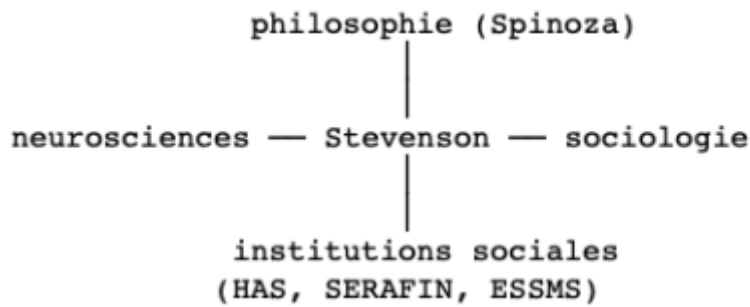 philosophie (Spinoza)
neurosciences — Stevenson — sociologie
institutions sociales
(HAS, SERAFIN, ESSMS)